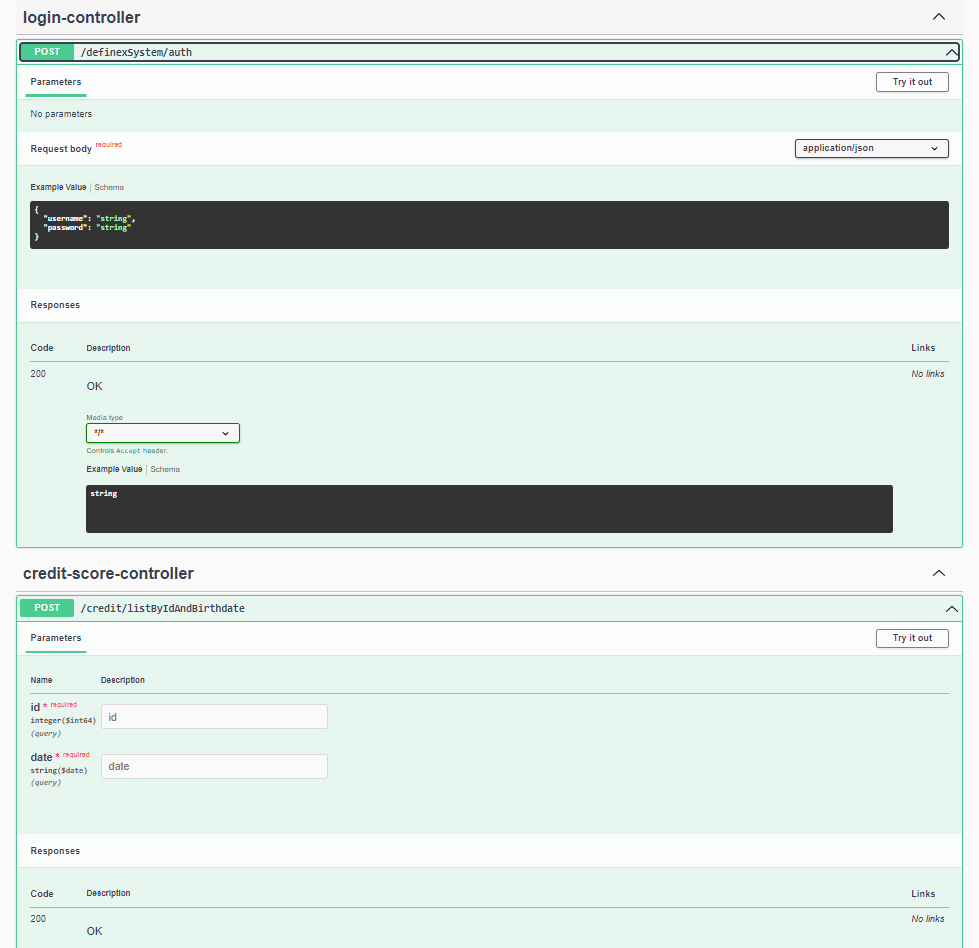 login-controller
POST /definexSystem/auth
Parameters Try it out
No parameters
Request body required application/json
Example Value | Schema
{
"username": "string",
"password": "string"
}
Responses
Code Description Links
200 No links
OK
Media type
*/*
Controls Accept header.
Example Value | Schema
string
credit-score-controller
POST /credit/listByIdAndBirthdate
Parameters Try it out
Name Description
id * required
integer($int64) id
(query)
date * required
string($date) date
(query)
Responses
Code Description Links
200 No links
OK